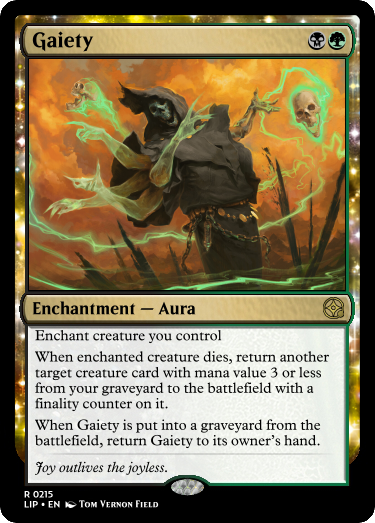 Gaiety
Enchantment — Aura
Enchant creature you control
When enchanted creature dies, return another
target creature card with mana value 3 or less
from your graveyard to the battlefield with a
finality counter on it.
When Gaiety is put into a graveyard from the
battlefield, return Gaiety to its owner's hand.
Joy outlives the joyless.
R 0215
LIP • EN Tom Vernon Field